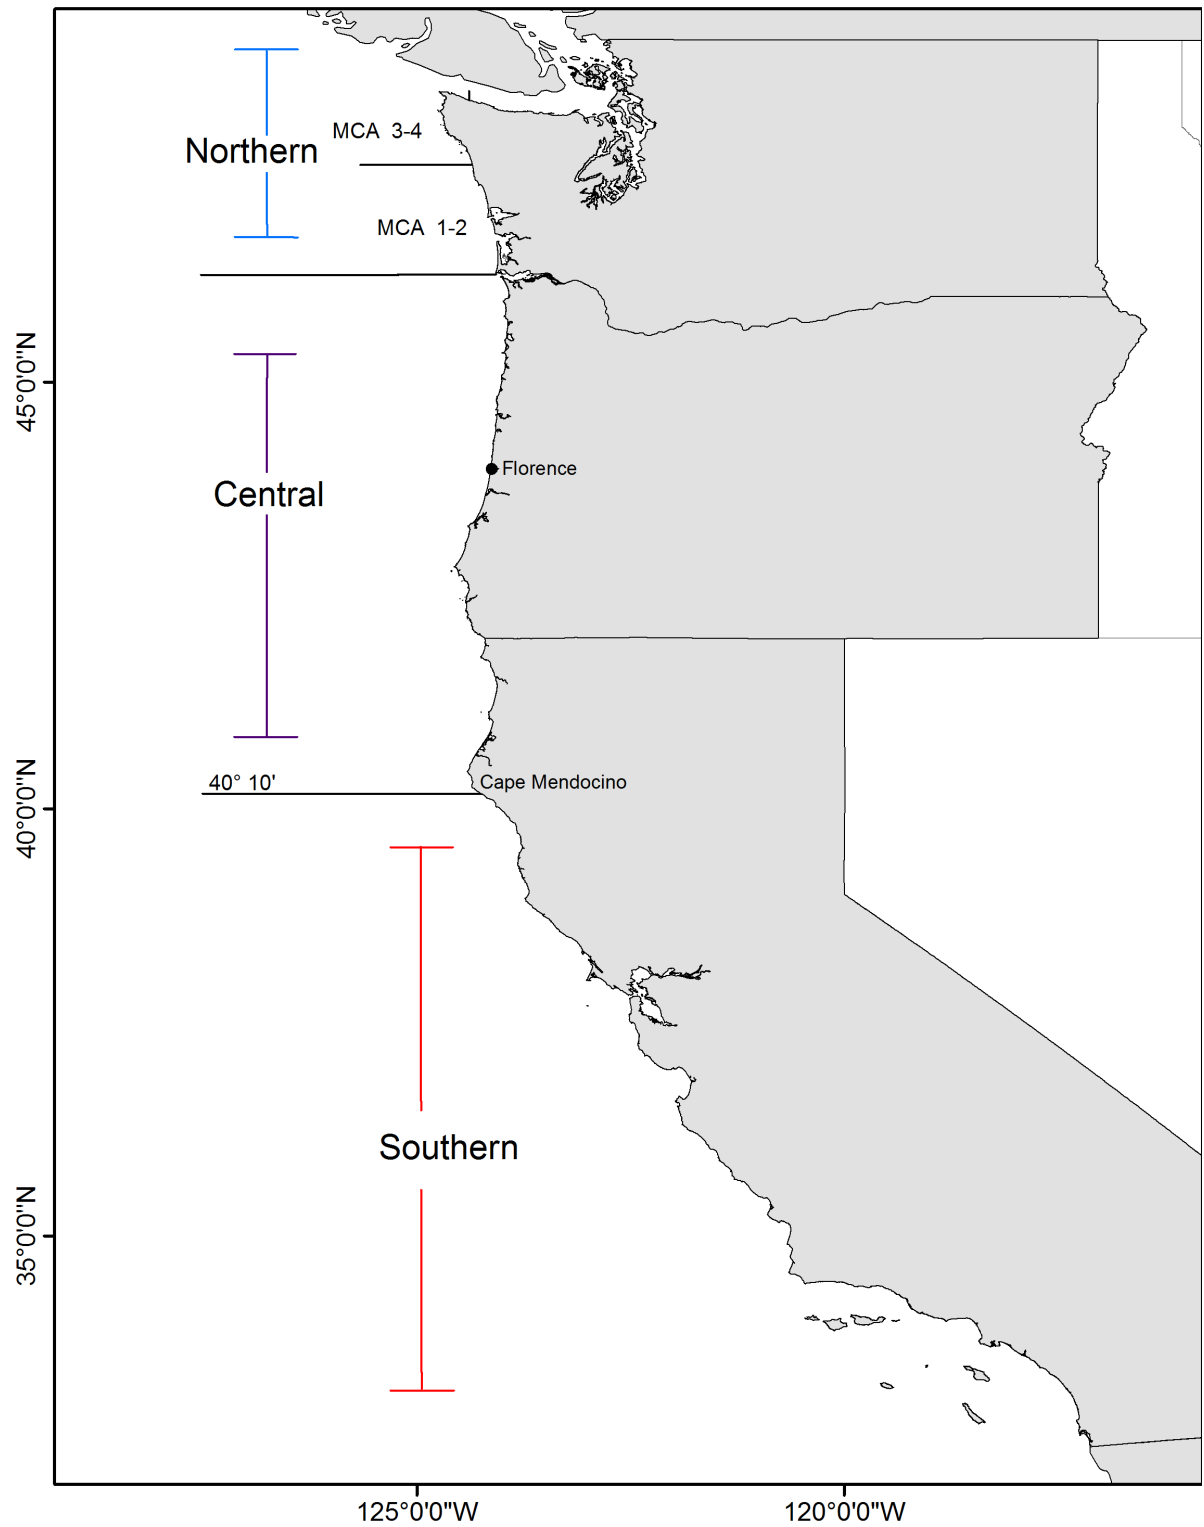 MCA 3-4
Northern
MCA 1-2
45°0'0"N
Florence
Central
40° 10'
Cape Mendocino
40°0'0"N
Southern
35°0'0"N
125°0'0"W
120°0'0"W